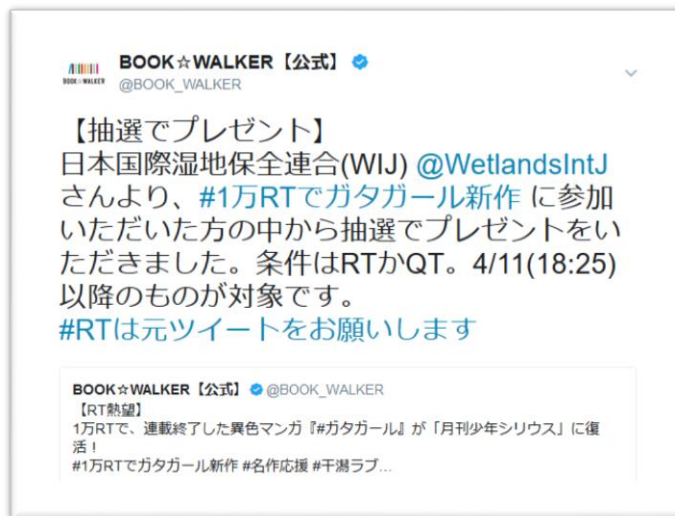 BOOK☆WALKER
BOOK☆WALKER【公式】
@BOOK_WALKER
【抽選でプレゼント】
日本国際湿地保全連合(WIJ) @WetlandsIntJ
さんより、#1万RTでガタガール新作 に参加
いただいた方の中から抽選でプレゼントをい
ただきました。条件はRTかQT。4/11(18:25)
以降のものが対象です。
#RTは元ツイートをお願いします
BOOK☆WALKER【公式】 @BOOK_WALKER
【RT熱望】
1万RTで、連載終了した異色マンガ『#ガタガール』が「月刊少年シリウス」に復
活！
#1万RTでガタガール新作 #名作応援 #干潟ラブ…